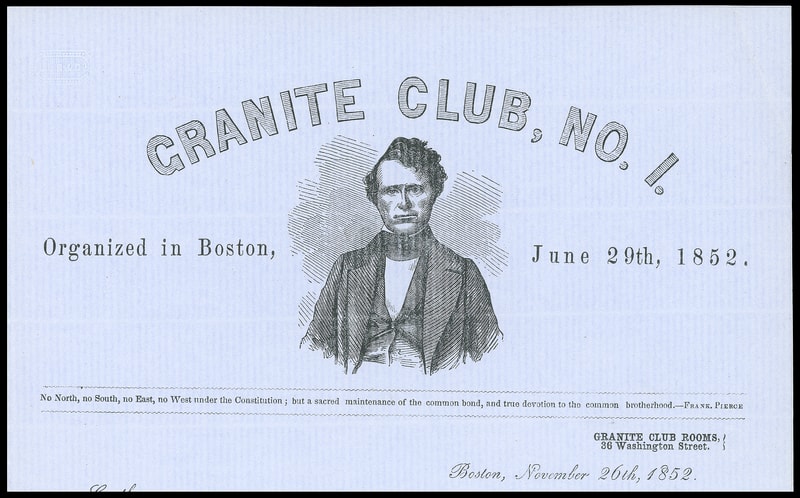 GRANITE CLUB, NO. 1.
Organized in Boston, June 29th, 1852.
No North, no South, no East, no West under the Constitution; but a sacred maintenance of the common bond, and true devotion to the common brotherhood.—FRANK. PIERCE
GRANITE CLUB ROOMS,
36 Washington Street.
Boston, November 26th, 1852.